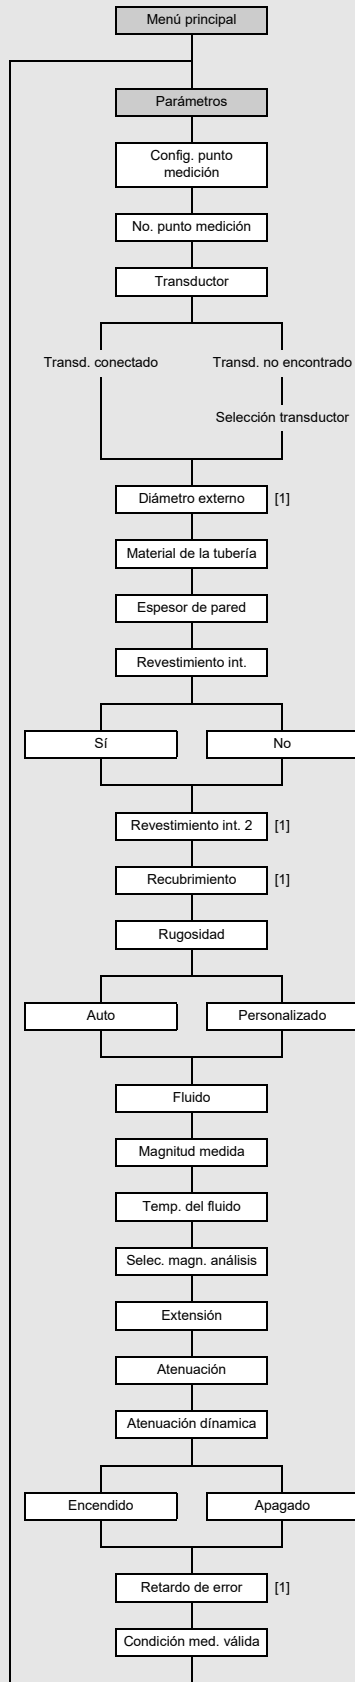 Menú principal
Parámetros
Config. punto
medición
No. punto medición
Transductor
Transd. conectado
Transd. no encontrado
Selección transductor
Diámetro externo [1]
Material de la tubería
Espesor de pared
Revestimiento int.
Sí
No
Revestimiento int. 2 [1]
Recubrimiento [1]
Rugosidad
Auto
Personalizado
Fluido
Magnitud medida
Temp. del fluido
Selec. magn. análisis
Extensión
Atenuación
Atenuación dínamica
Encendido
Apagado
Retardo de error [1]
Condición med. válida